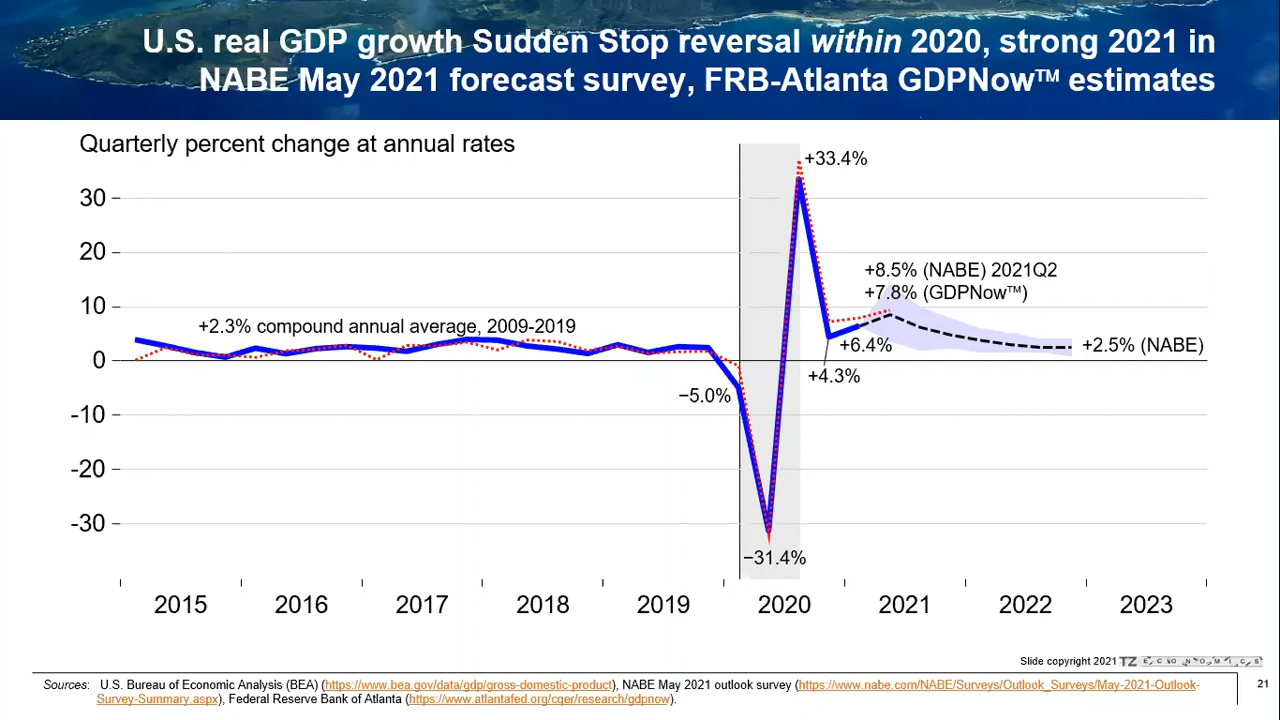 U.S. real GDP growth Sudden Stop reversal within 2020, strong 2021 in
NABE May 2021 forecast survey, FRB-Atlanta GDPNow™ estimates
Quarterly percent change at annual rates
+33.4%
30
20
+8.5% (NABE) 2021Q2
+7.8% (GDPNow™)
10
+2.3% compound annual average, 2009-2019
+6.4%
+2.5% (NABE)
0
+4.3%
−5.0%
-10
-20
-30
−31.4%
2015 2016 2017 2018 2019 2020 2021 2022 2023
Slide copyright 2021 TZ ECONOMICS
Sources: U.S. Bureau of Economic Analysis (BEA) (https://www.bea.gov/data/gdp/gross-domestic-product), NABE May 2021 outlook survey (https://www.nabe.com/NABE/Surveys/Outlook_Surveys/May-2021-Outlook-
Survey-Summary.aspx), Federal Reserve Bank of Atlanta (https://www.atlantafed.org/cqer/research/gdpnow).
21